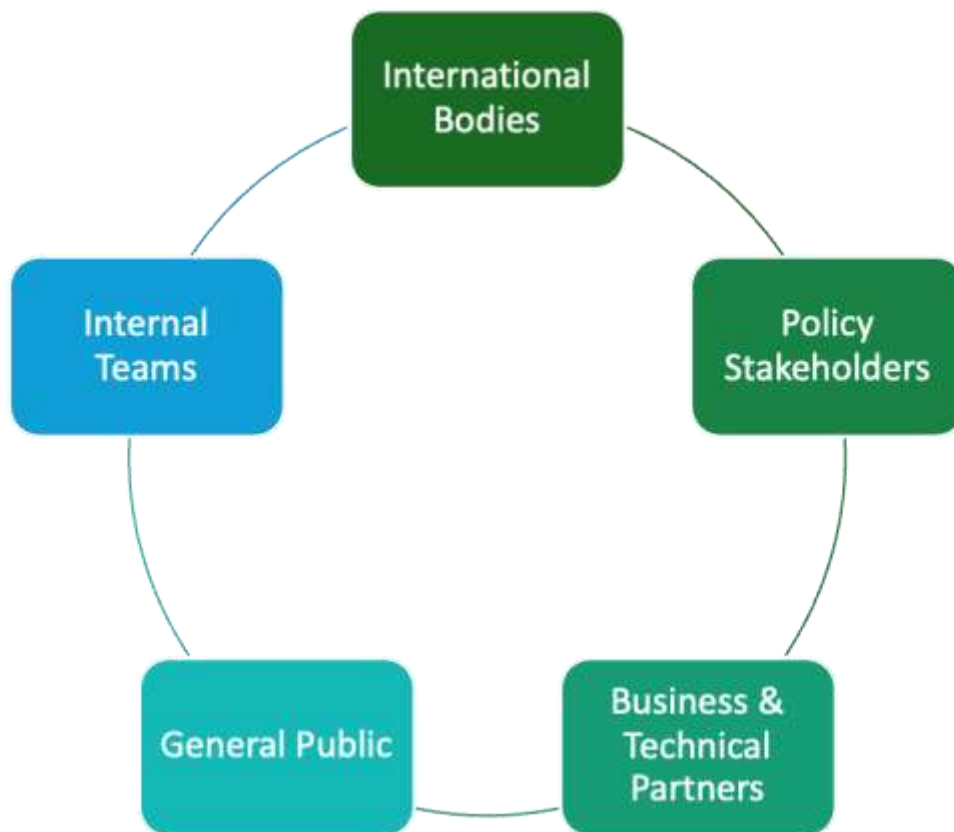 International
Bodies
Policy
Stakeholders
Business &
Technical
Partners
General Public
Internal
Teams